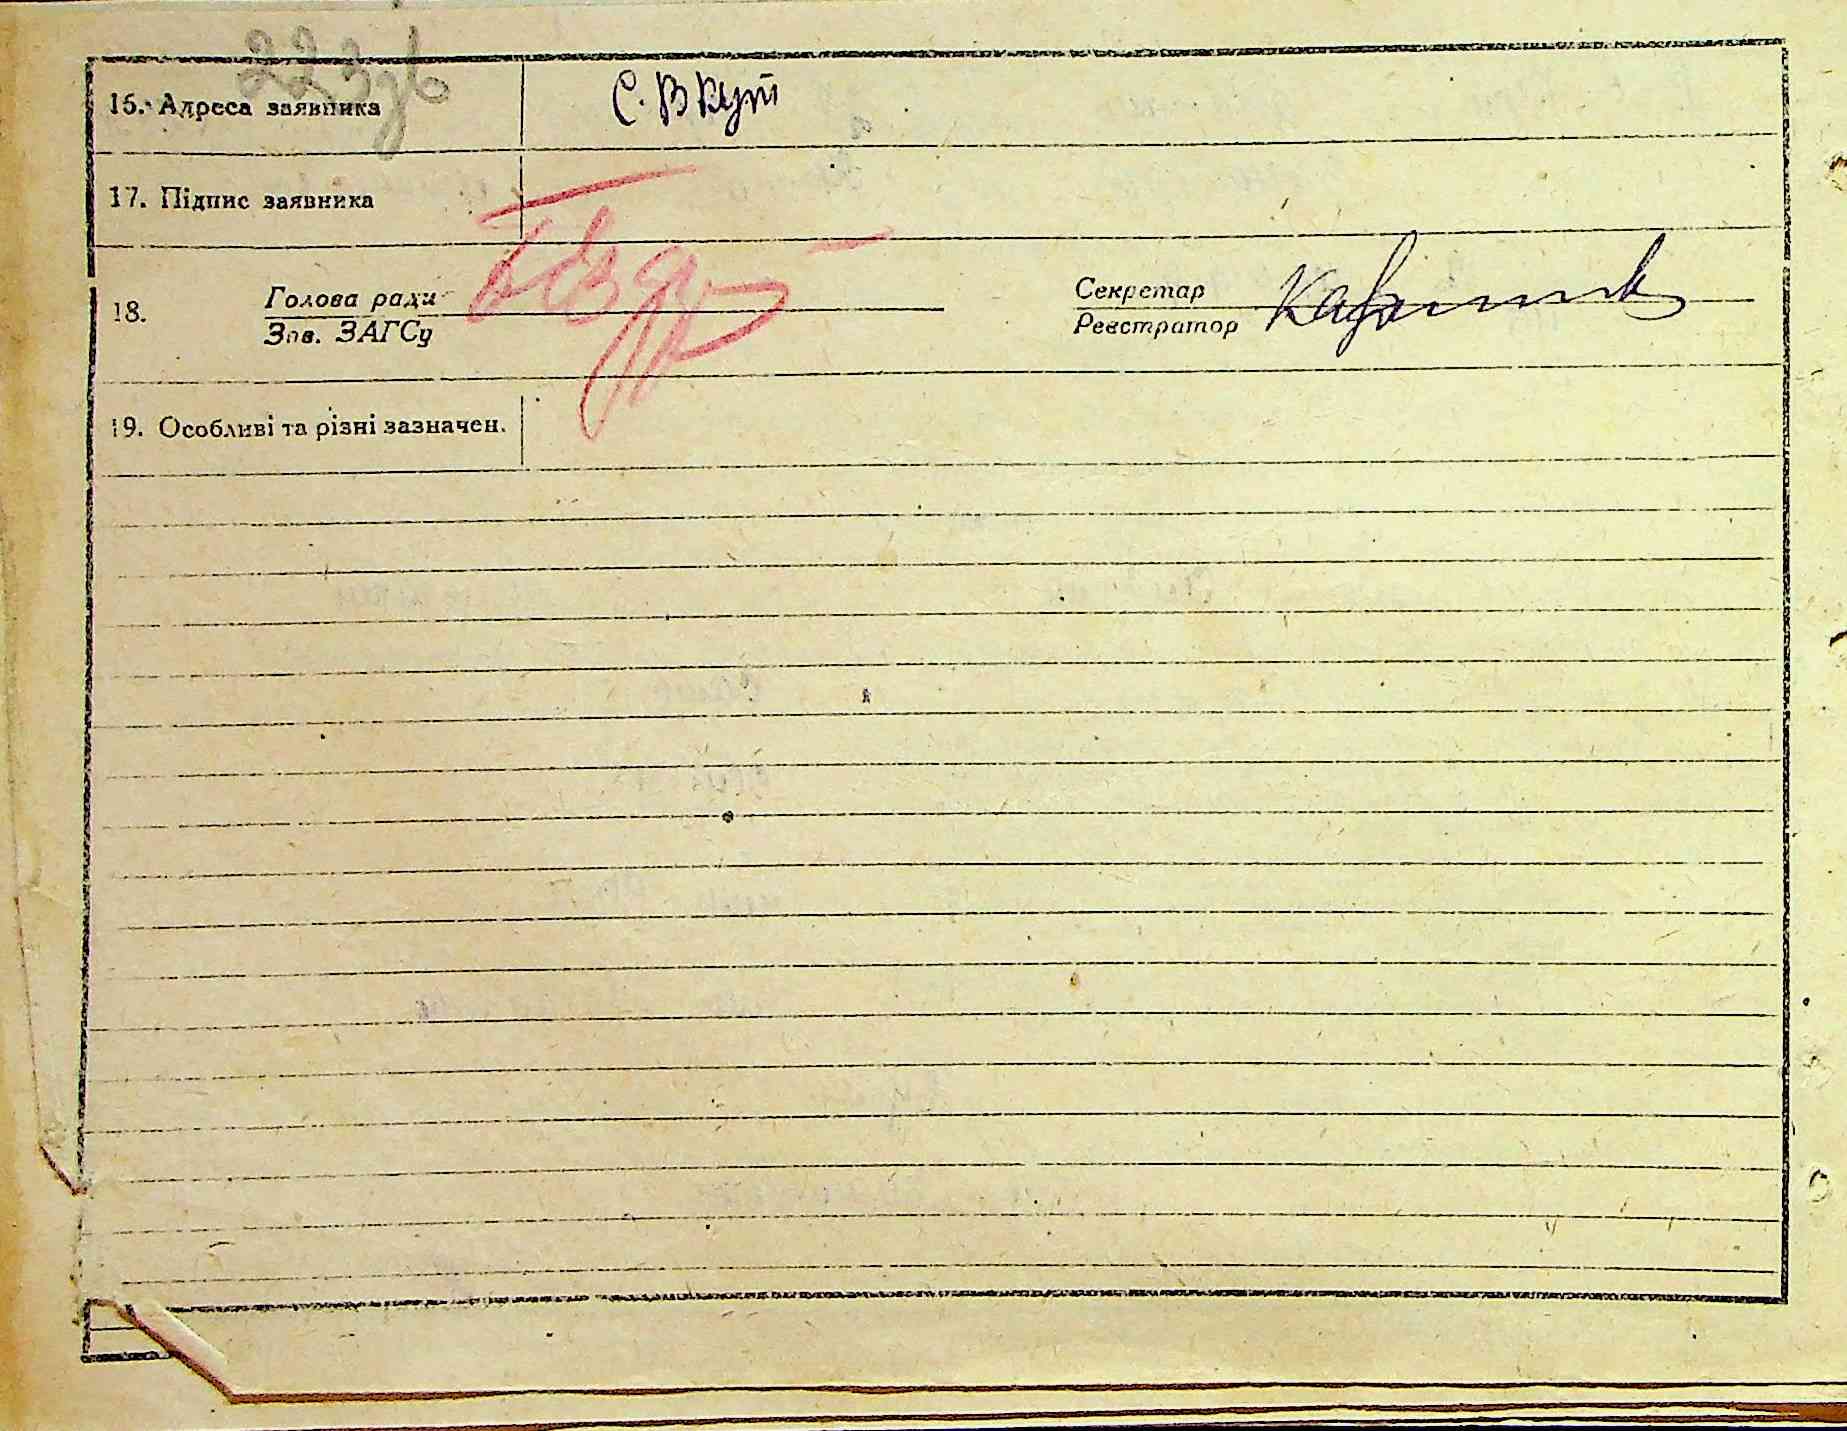 223дв
16. Адреса заявника С. В Кут
17. Підпис заявника
18. Голова ради Секретар
Зав. ЗАГСу Реєстратор
19. Особливі та різні зазначен.